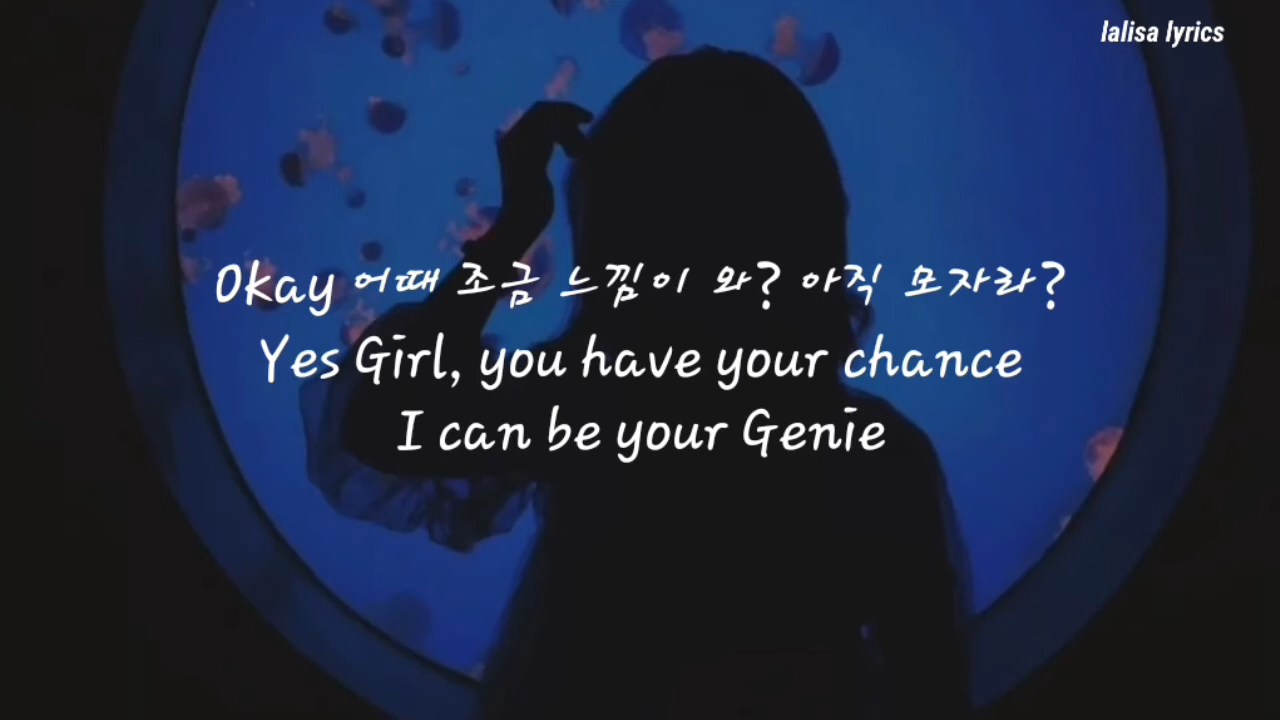 lalisa lyrics
Okay 어때 조금 느낌이 와? 아직 모자라?
Yes Girl, you have your chance
I can be your Genie